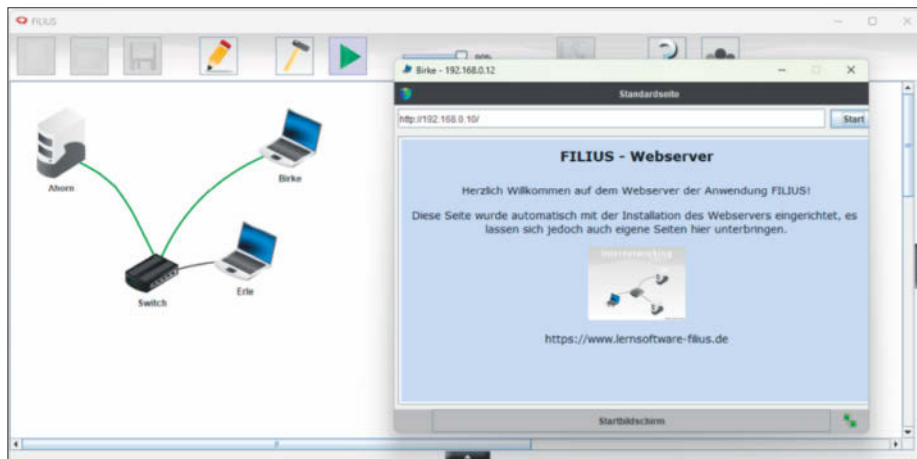 FILIUS
90%
Birke - 192.168.0.12
Standardseite
http://192.168.0.10/
Start
FILIUS - Webserver
Herzlich Willkommen auf dem Webserver der Anwendung FILIUS!
Diese Seite wurde automatisch mit der Installation des Webservers eingerichtet, es
lassen sich jedoch auch eigene Seiten hier unterbringen.
Internetworking
https://www.lernsoftware-filius.de
Startbildschirm
Ahorn
Birke
Switch
Erle